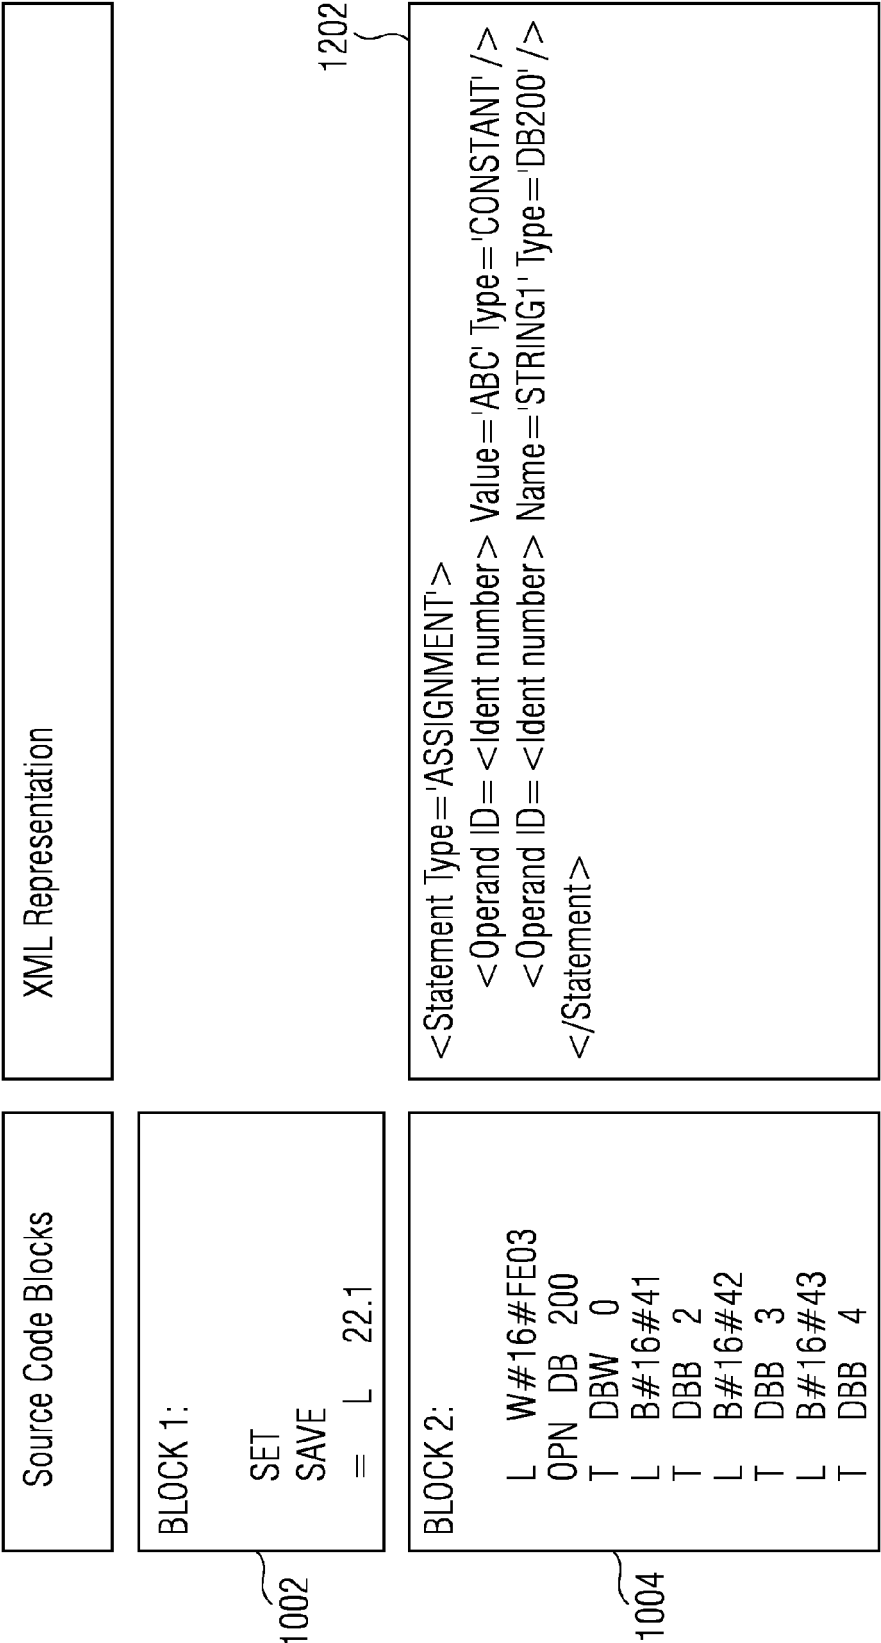 Source Code Blocks
XML Representation
BLOCK 1:
SET
SAVE
= L 22.1
1002
BLOCK 2:
L W#16#FE03
OPN DB 200
T DBW 0
L B#16#41
T DBB 2
L B#16#42
T DBB 3
L B#16#43
T DBB 4
1004
1202
<Statement Type='ASSIGNMENT'>
<Operand ID=<Ident number> Value='ABC' Type='CONSTANT' />
<Operand ID=<Ident number> Name='STRING1' Type='DB200' />
</Statement>